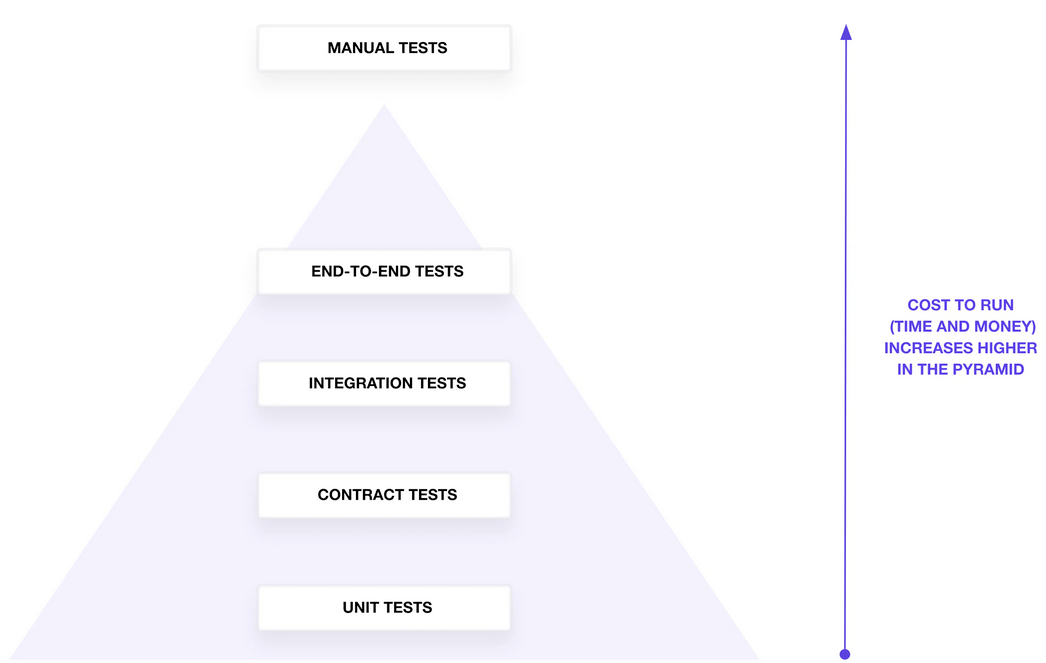 MANUAL TESTS
END-TO-END TESTS
INTEGRATION TESTS
CONTRACT TESTS
UNIT TESTS
COST TO RUN
(TIME AND MONEY)
INCREASES HIGHER
IN THE PYRAMID